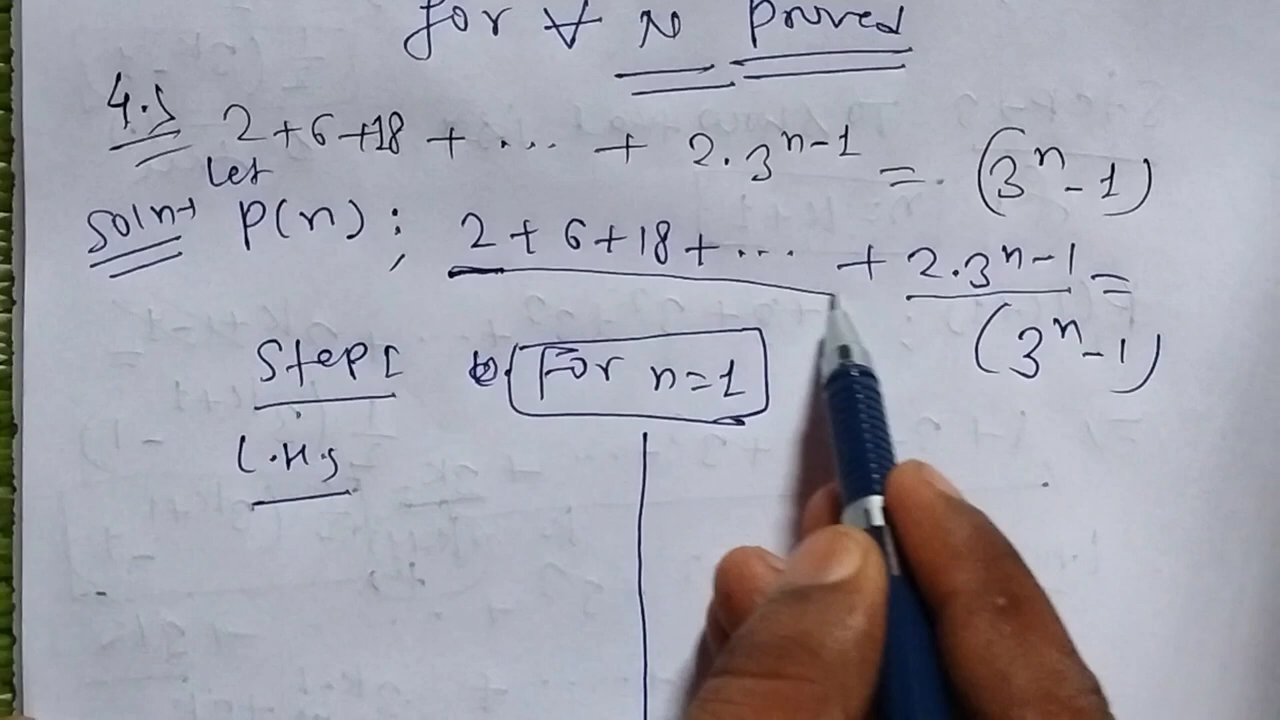 for ∀ N proved
4.> 2+6+18 + ... + 2.3^{n-1} = (3^n-1)
Let
Soln→ P(n); 2 + 6+18+... + 2.3^{n-1} =
(3^n-1)
Step I For n=1
L.H.S